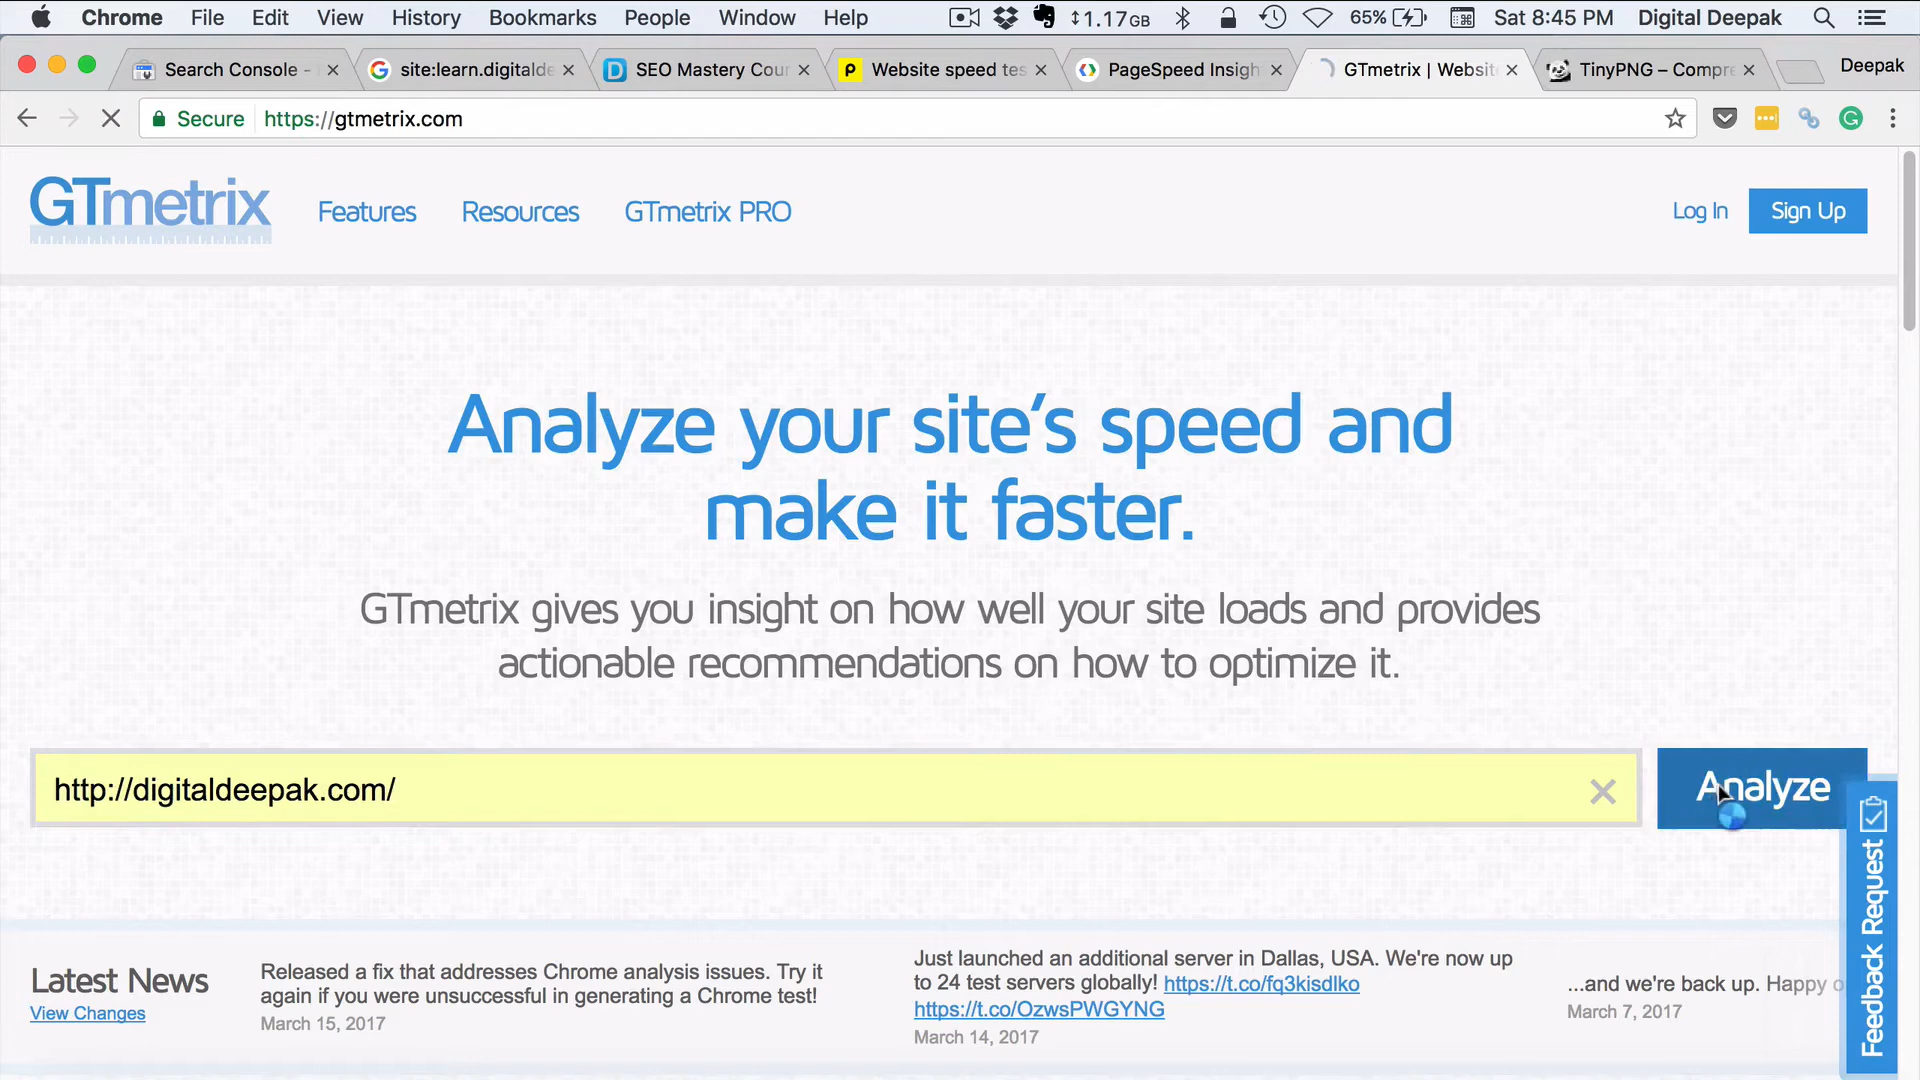 Chrome File Edit View History Bookmarks People Window Help 1.17GB 65% Sat 8:45 PM Digital Deepak
Search Console - site:learn.digitalde SEO Mastery Cour Website speed tes PageSpeed Insigh GTmetrix | Websit TinyPNG – Compre Deepak
Secure https://gtmetrix.com
GTmetrix Features Resources GTmetrix PRO Log In Sign Up
Analyze your site's speed and
make it faster.
GTmetrix gives you insight on how well your site loads and provides
actionable recommendations on how to optimize it.
http://digitaldeepak.com/ Analyze
Feedback Request
Latest News
View Changes
Released a fix that addresses Chrome analysis issues. Try it
again if you were unsuccessful in generating a Chrome test!
March 15, 2017
Just launched an additional server in Dallas, USA. We're now up
to 24 test servers globally! https://t.co/fq3kisdlko
https://t.co/OzwsPWGYNG
March 14, 2017
...and we're back up. Happy
March 7, 2017